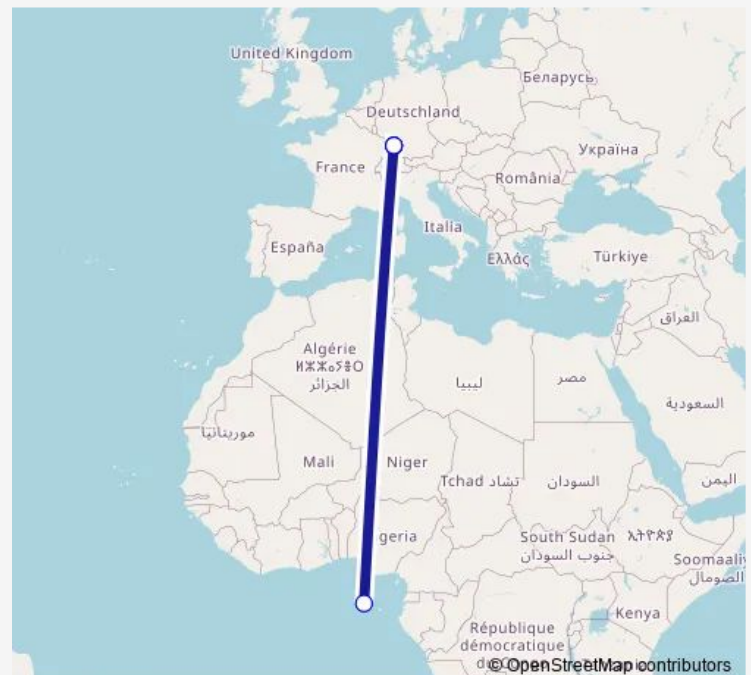 United Kingdom
Беларусь
Deutschland
Україна
France
România
Italia
España
Ελλάς
Türkiye
العراق
Algérie
ⵍⵣⵣⴰⵢⴻⵔ
الجزائر
ليبيا
مصر
السعودية
موريتانيا
Mali
Niger
Tchad تشاد
السودان
اليمن
geria
South Sudan
جنوب السودان
ኢትዮጵያ
Soomaaliy
الصومال
Kenya
République
démocratique
© OpenStreetMap contributors